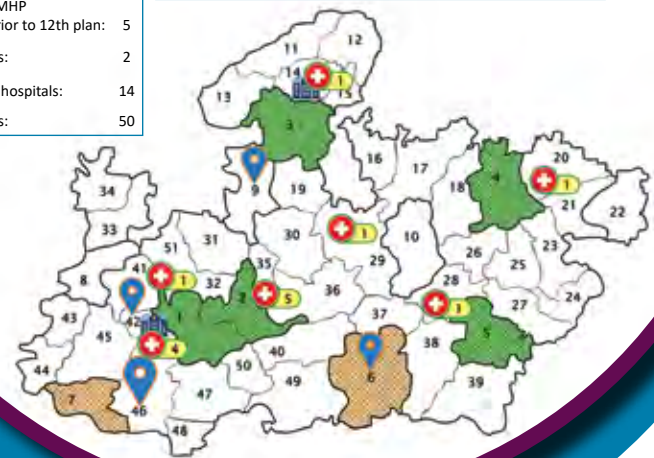 MHP
ior to 12th plan: 5
s: 2
hospitals: 14
s: 50
12
11
14 1
13 15
3
16 17 20
34 9 19 18 4 1
21 22
33 30 1 10
51 31 29 23
41 35 26 25
8 1 32 36 28 24
43 42 2 5 37 3 27
45 1 38 5
4 40
44 50 6
7 46 47 49 39
48